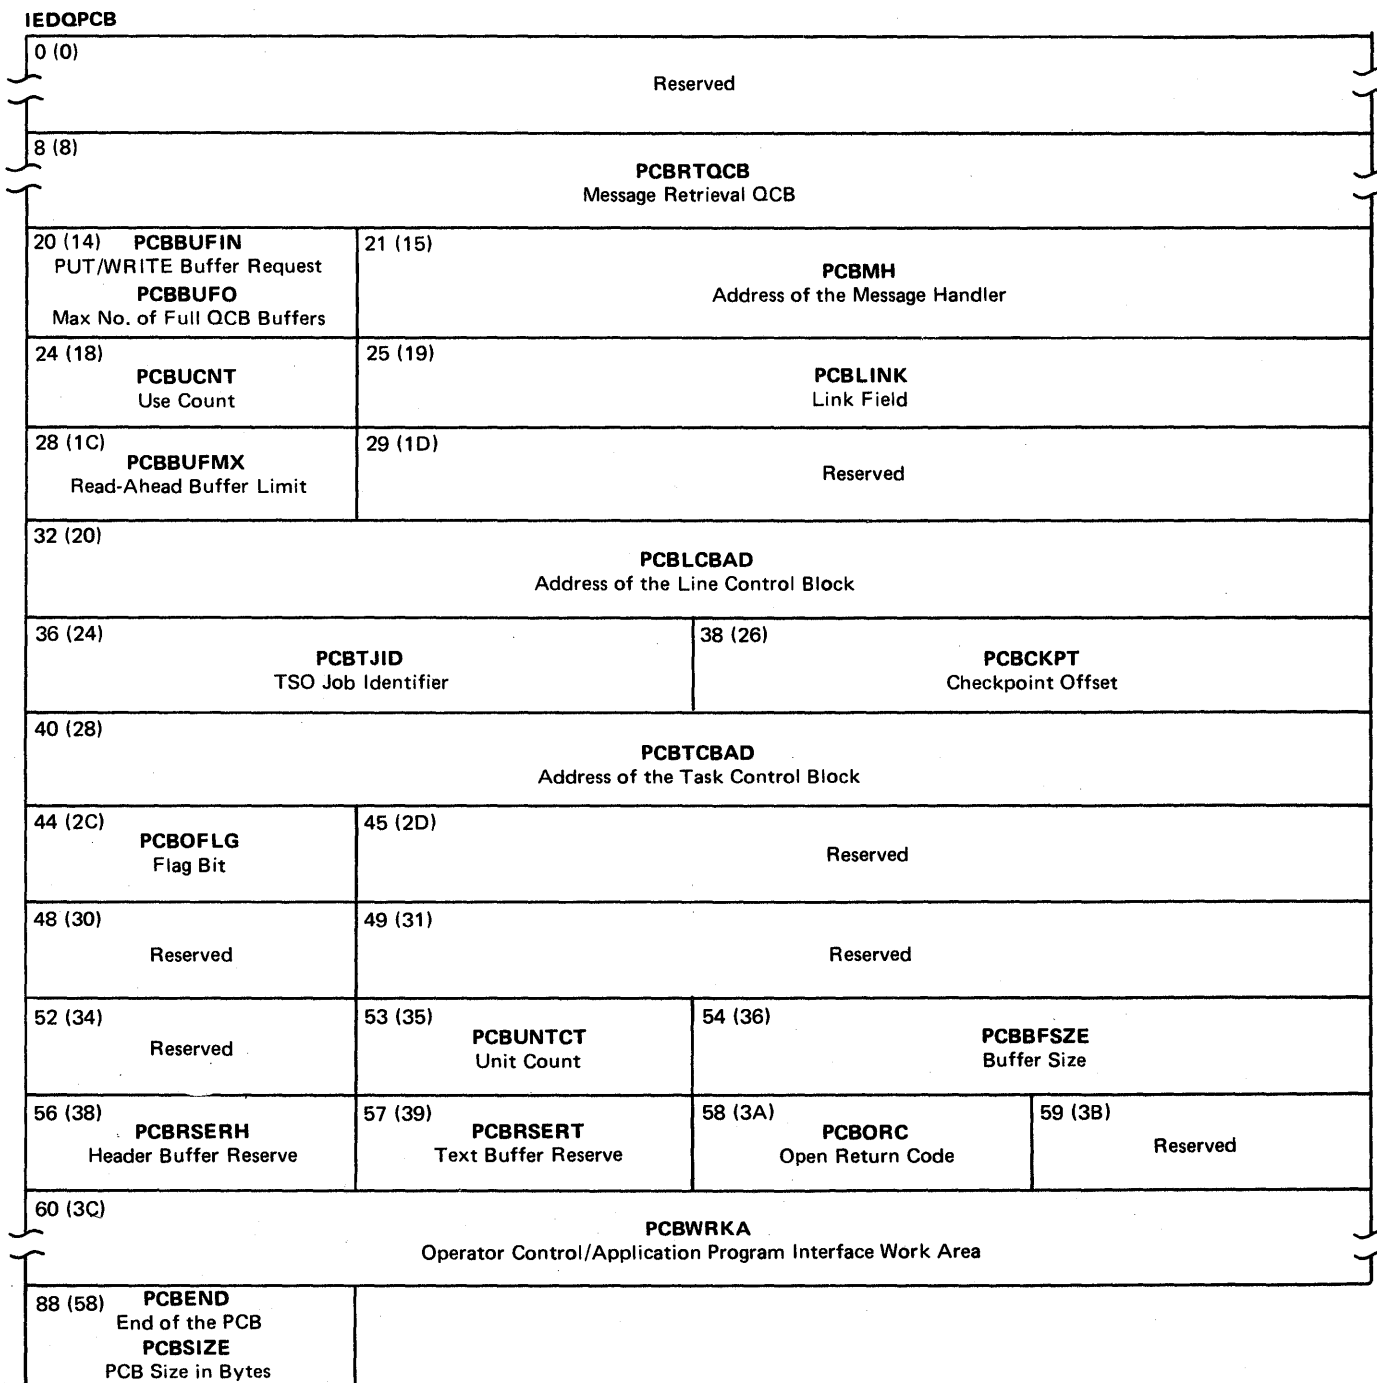 IEDQPCB
0 (0)
Reserved
8 (8)
PCBRTQCB
Message Retrieval QCB
20 (14) PCBBUFIN
PUT/WRITE Buffer Request
PCBBUFO
Max No. of Full QCB Buffers
21 (15)
PCBMH
Address of the Message Handler
24 (18)
PCBUCNT
Use Count
25 (19)
PCBLINK
Link Field
28 (1C)
PCBBUFMX
Read-Ahead Buffer Limit
29 (1D)
Reserved
32 (20)
PCBLCBAD
Address of the Line Control Block
36 (24)
PCBTJID
TSO Job Identifier
38 (26)
PCBCKPT
Checkpoint Offset
40 (28)
PCBTCBAD
Address of the Task Control Block
44 (2C)
PCBOFLG
Flag Bit
45 (2D)
Reserved
48 (30)
Reserved
49 (31)
Reserved
52 (34)
Reserved
53 (35)
PCBUNTCT
Unit Count
54 (36)
PCBBFSZE
Buffer Size
56 (38)
PCBRSERH
Header Buffer Reserve
57 (39)
PCBRSERT
Text Buffer Reserve
58 (3A)
PCBORC
Open Return Code
59 (3B)
Reserved
60 (3C)
PCBWRKA
Operator Control/Application Program Interface Work Area
88 (58) PCBEND
End of the PCB
PCBSIZE
PCB Size in Bytes